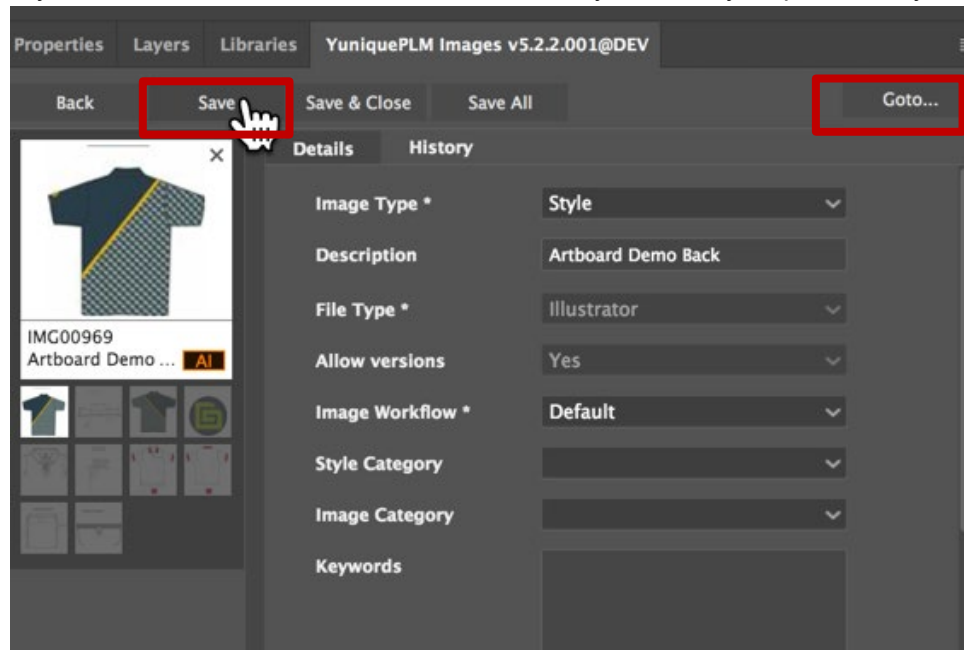 Properties Layers Libraries YuniquePLM Images v5.2.2.001@DEV
Back Save Save & Close Save All Goto...
Details History
Image Type * Style
Description Artboard Demo Back
File Type * Illustrator
Allow versions Yes
Image Workflow * Default
Style Category
Image Category
Keywords
IMG00969
Artboard Demo ... AI